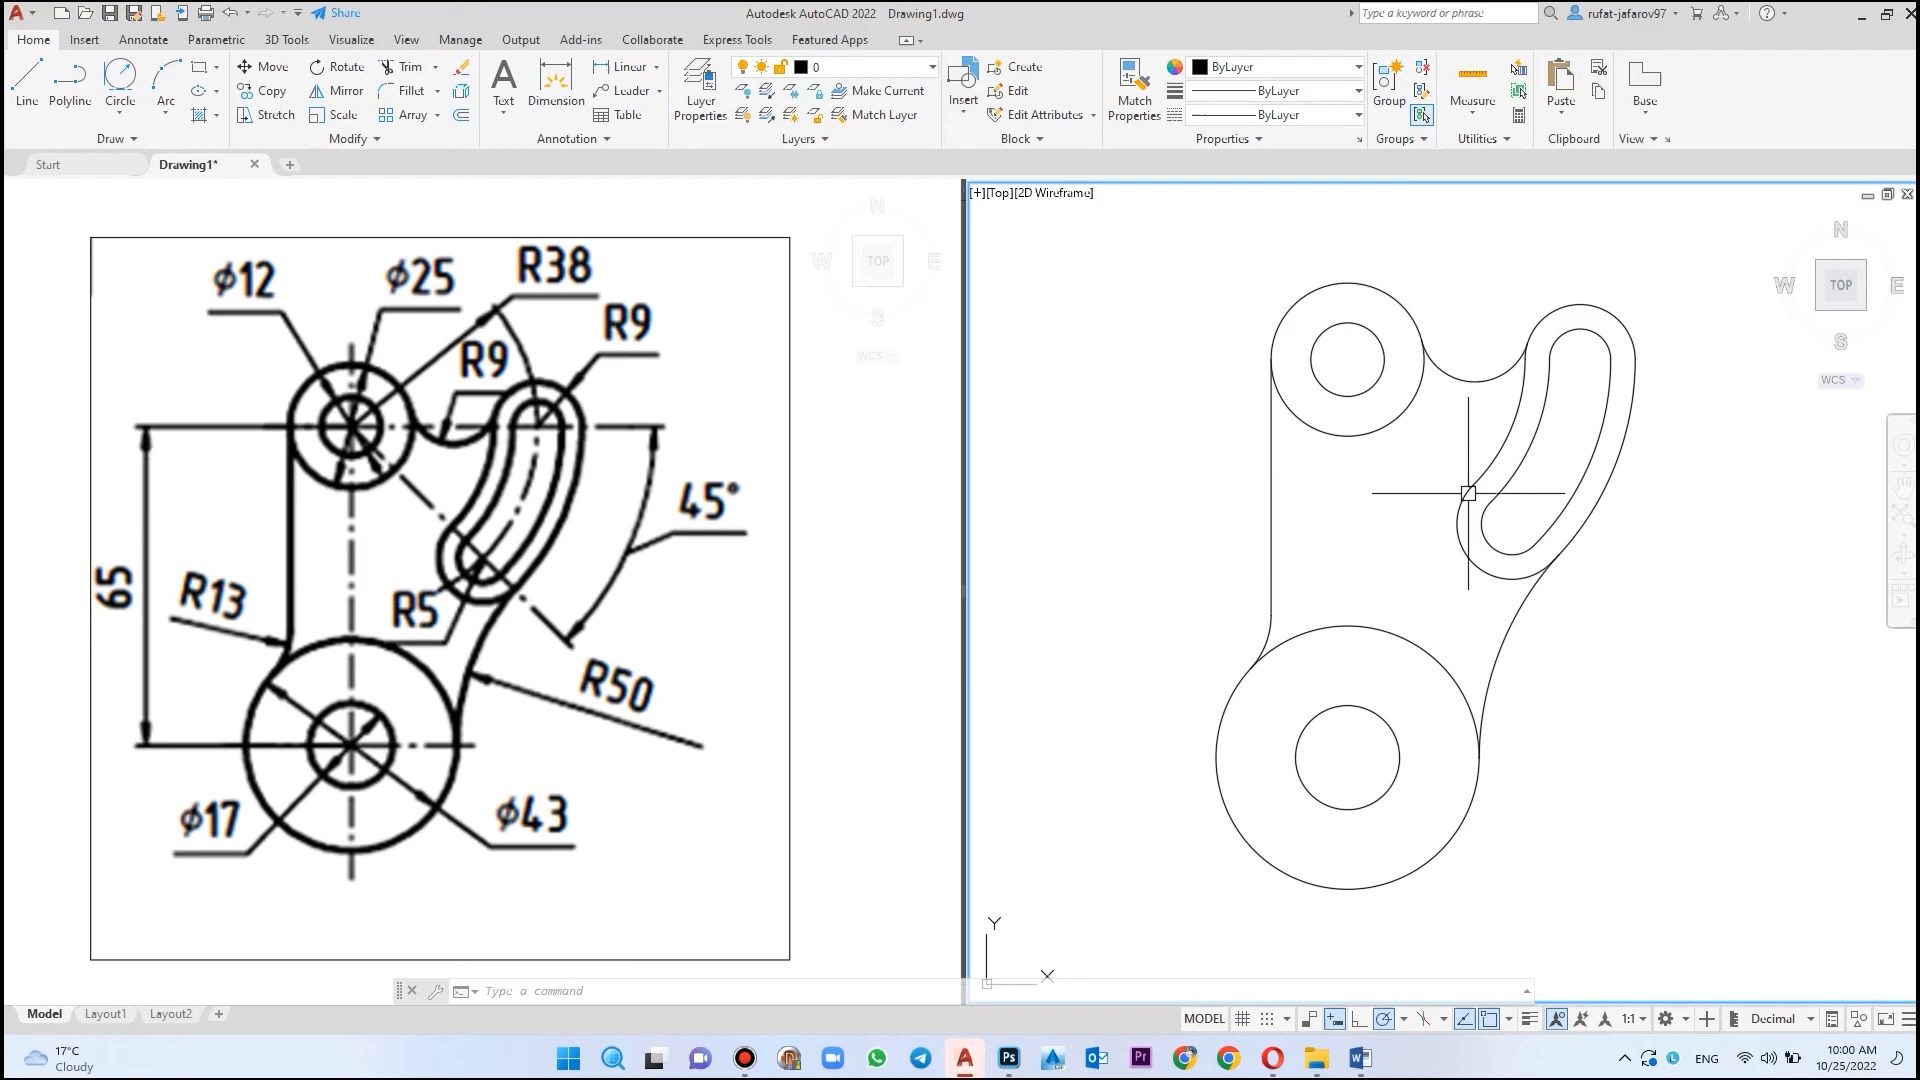 Share
Autodesk AutoCAD 2022 Drawing1.dwg
Type a keyword or phrase
rufat-jafarov97
Home Insert Annotate Parametric 3D Tools Visualize View Manage Output Add-ins Collaborate Express Tools Featured Apps
Line Polyline Circle Arc
Move Rotate Trim
Copy Mirror Fillet
Stretch Scale Array
Text Dimension
Linear
Leader
Table
Layer Properties
0
Make Current
Match Layer
Insert
Create
Edit
Edit Attributes
Match Properties
ByLayer
ByLayer
ByLayer
Group
Measure
Paste
Base
Draw Modify Annotation Layers Block Properties Groups Utilities Clipboard View
Start Drawing1*
[+][Top][2D Wireframe]
N
W TOP E
S
WCS
N
W TOP E
S
WCS
ϕ12
ϕ25
R38
R9
R9
45°
65
R13
R5
R50
ϕ17
ϕ43
Y
X
Type a command
Model Layout1 Layout2
MODEL 1:1 Decimal
17°C
Cloudy
ENG
10:00 AM
10/25/2022